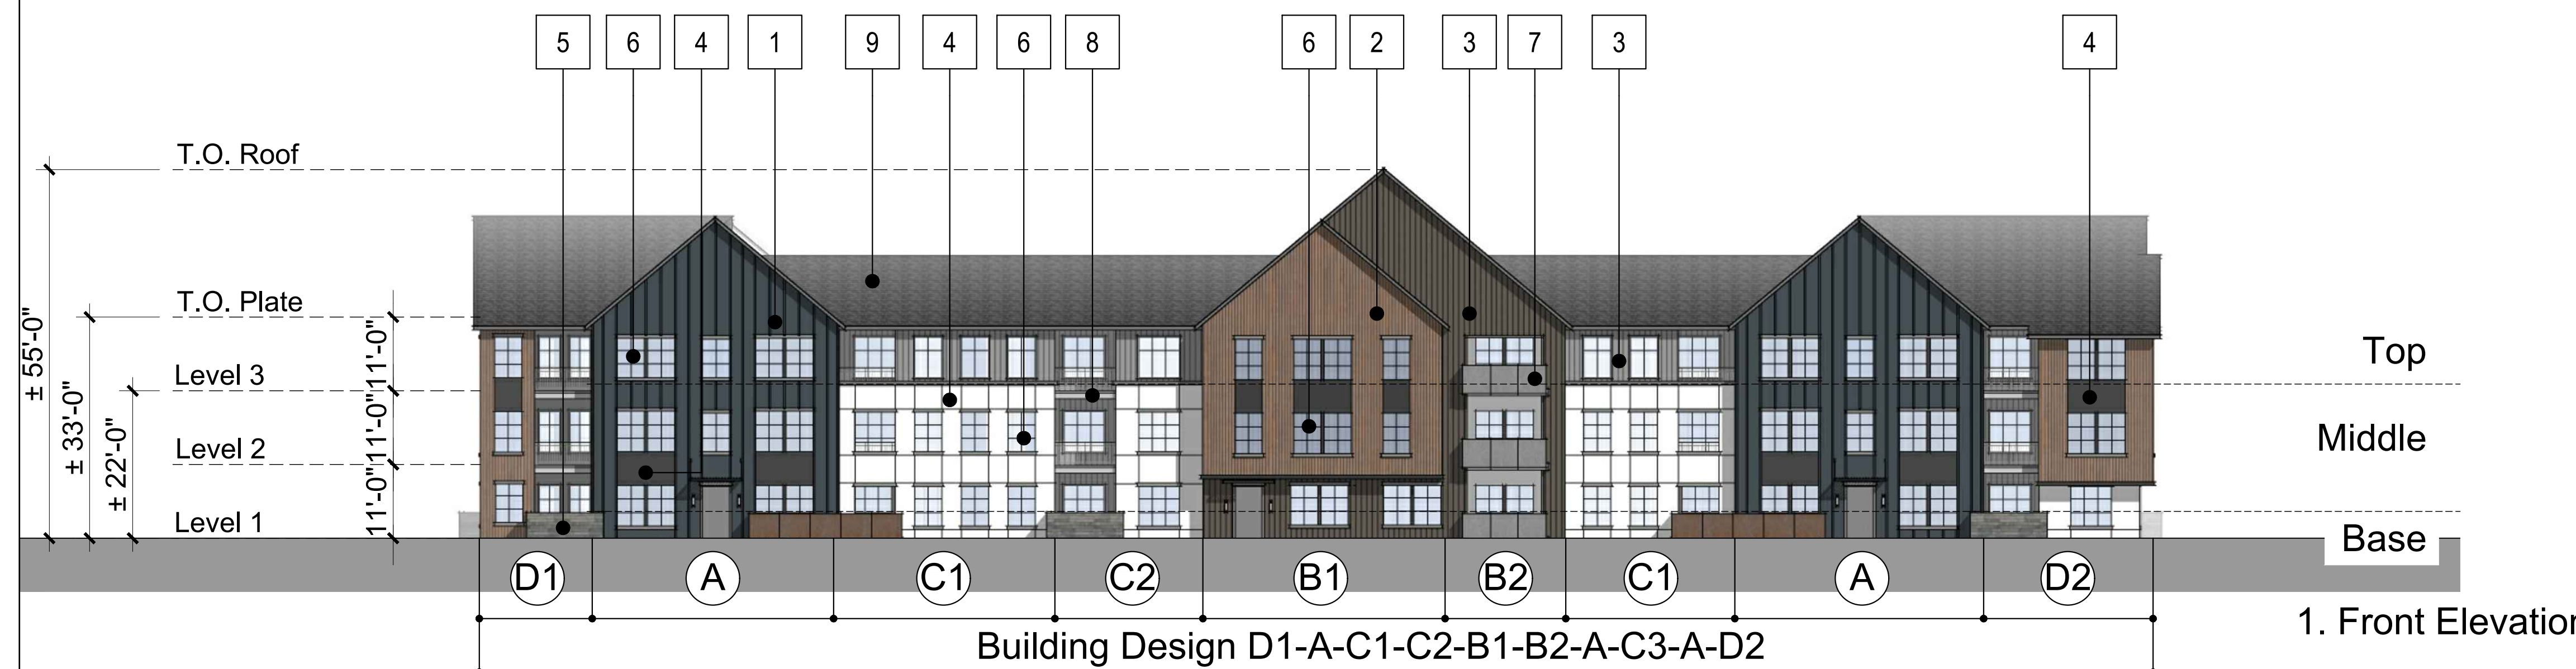 5 6 4 1 9 4 6 8 6 2 3 7 3 4
T.O. Roof
T.O. Plate
Level 3
Level 2
Level 1
± 55'-0"
± 33'-0"
± 22'-0"
11'-0"
11'-0"
11'-0"
Top
Middle
Base
D1 A C1 C2 B1 B2 C1 A D2
Building Design D1-A-C1-C2-B1-B2-A-C3-A-D2
1. Front Elevation